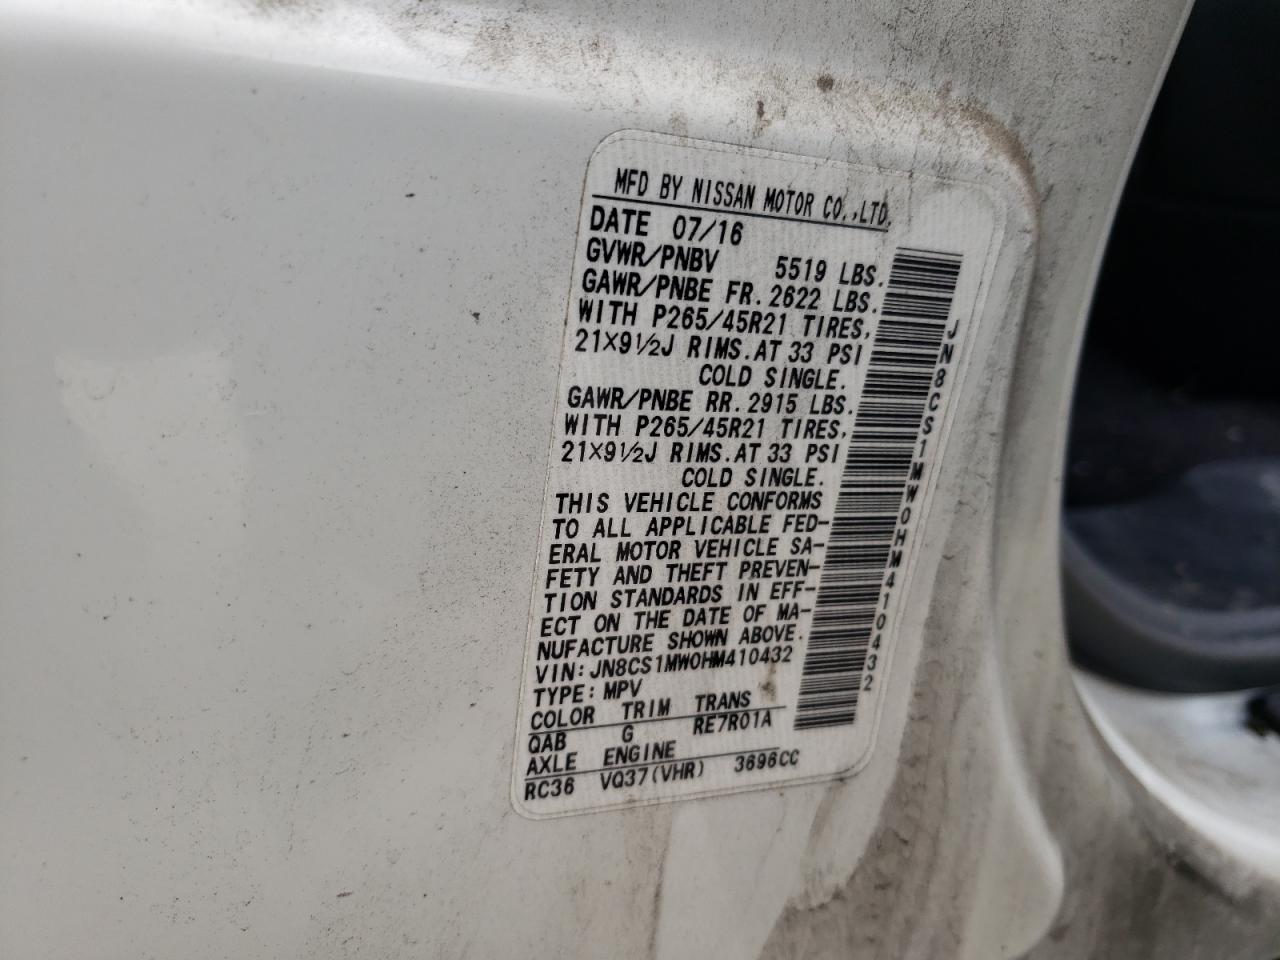 MFD BY NISSAN MOTOR CO.,LTD.
DATE 07/16
GVWR/PNBV 5519 LBS.
GAWR/PNBE FR. 2622 LBS.
WITH P265/45R21 TIRES,
21×9½J RIMS. AT 33 PSI
COLD SINGLE.
GAWR/PNBE RR. 2915 LBS.
WITH P265/45R21 TIRES,
21×9½J RIMS. AT 33 PSI
COLD SINGLE.
THIS VEHICLE CONFORMS
TO ALL APPLICABLE FED-
ERAL MOTOR VEHICLE SA-
FETY AND THEFT PREVEN-
TION STANDARDS IN EFF-
ECT ON THE DATE OF MA-
NUFACTURE SHOWN ABOVE.
VIN: JN8CS1MW0HM410432
TYPE: MPV
COLOR TRIM TRANS
QAB G RE7R01A
AXLE ENGINE
RC36 VQ37(VHR) 3696CC
JN8CS1MW0HM410432